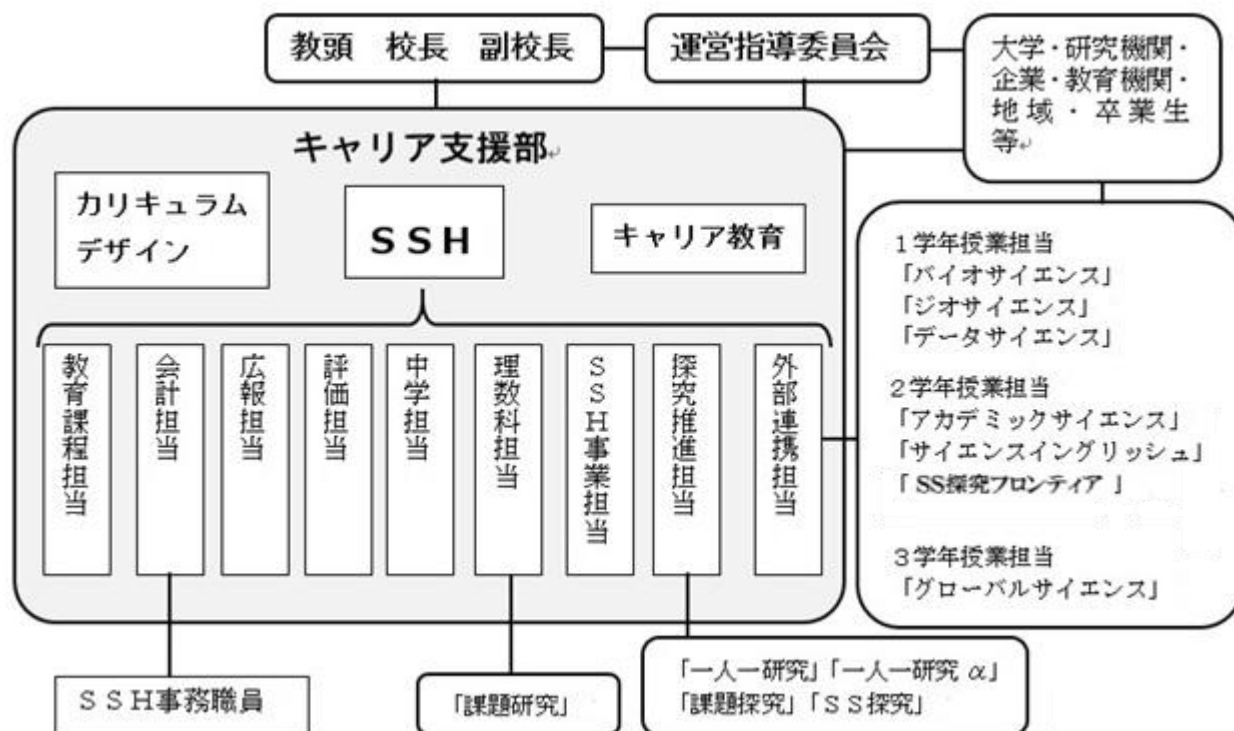 教頭 校長 副校長
運営指導委員会
大学・研究機関・
企業・教育機関・
地域・卒業生
等
キャリア支援部
カリキュラム
デザイン
SSH
キャリア教育
教育課程担当
会計担当
広報担当
評価担当
中学担当
理数科担当
SSH事業担当
探究推進担当
外部連携担当
1学年授業担当
「バイオサイエンス」
「ジオサイエンス」
「データサイエンス」
2学年授業担当
「アカデミックサイエンス」
「サイエンスイングリッシュ」
「SS探究フロンティア」
3学年授業担当
「グローバルサイエンス」
SSH事務職員
「課題研究」
「一人一研究」「一人一研究 α」
「課題探究」「SS探究」